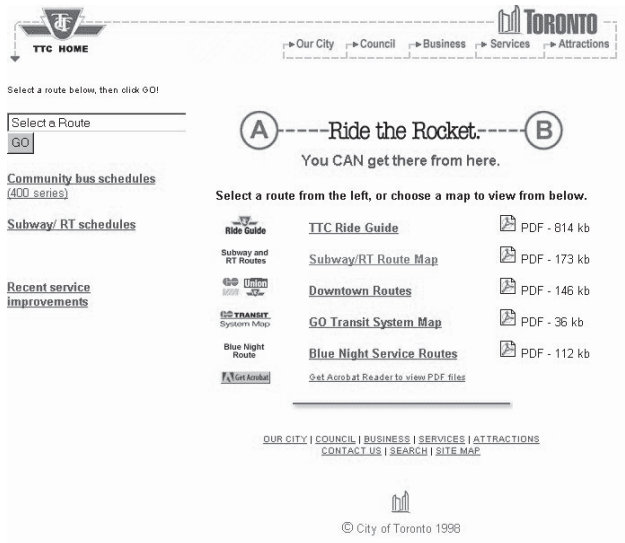 TTC
TTC HOME
TORONTO
Our City Council Business Services Attractions
Select a route below, then click GO!
Select a Route
GO
Community bus schedules
(400 series)
Subway/ RT schedules
Recent service
improvements
A Ride the Rocket. B
You CAN get there from here.
Select a route from the left, or choose a map to view from below.
Ride Guide TTC Ride Guide PDF - 814 kb
Subway and
RT Routes Subway/RT Route Map PDF - 173 kb
GO Union Downtown Routes PDF - 146 kb
GO TRANSIT
System Map GO Transit System Map PDF - 36 kb
Blue Night
Route Blue Night Service Routes PDF - 112 kb
Get Acrobat Get Acrobat Reader to view PDF files
OUR CITY | COUNCIL | BUSINESS | SERVICES | ATTRACTIONS
CONTACT US | SEARCH | SITE MAP
© City of Toronto 1998